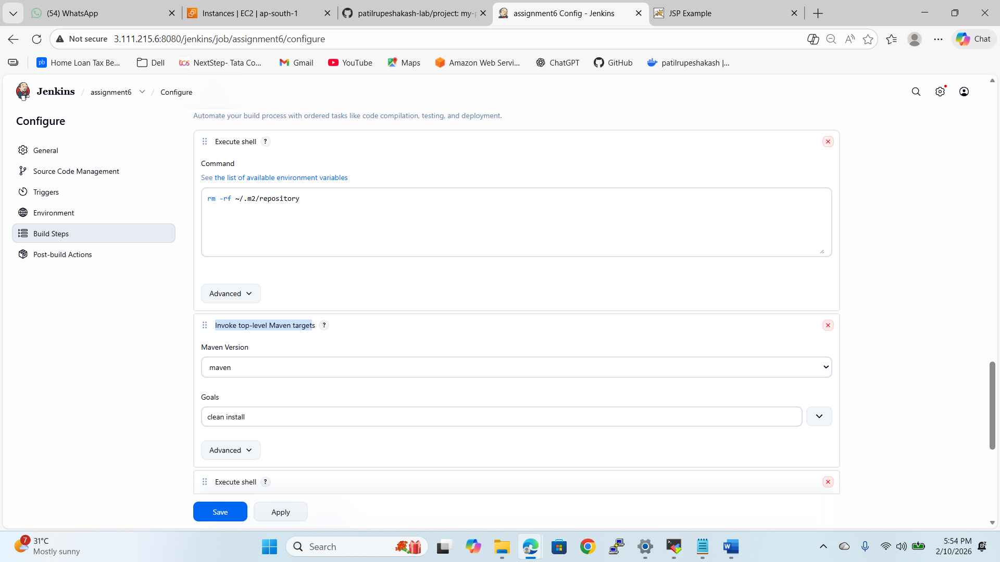 (54) WhatsApp
Instances | EC2 | ap-south-1
patilrupeshakash-lab/project: my-p
assignment6 Config - Jenkins
JSP Example
Not secure
3.111.215.6:8080/jenkins/job/assignment6/configure
Chat
pb
Home Loan Tax Be...
Dell
tcs
NextStep- Tata Co...
Gmail
YouTube
Maps
Amazon Web Servi...
ChatGPT
GitHub
patilrupeshakash |...
Jenkins / assignment6 / Configure
Configure
General
Source Code Management
Triggers
Environment
Build Steps
Post-build Actions
Automate your build process with ordered tasks like code compilation, testing, and deployment.
Execute shell ?
Command
See the list of available environment variables
rm -rf ~/.m2/repository
Advanced
Invoke top-level Maven targets ?
Maven Version
maven
Goals
clean install
Advanced
Execute shell ?
Save
Apply
7
31°C
Mostly sunny
Search
5:54 PM
2/10/2026